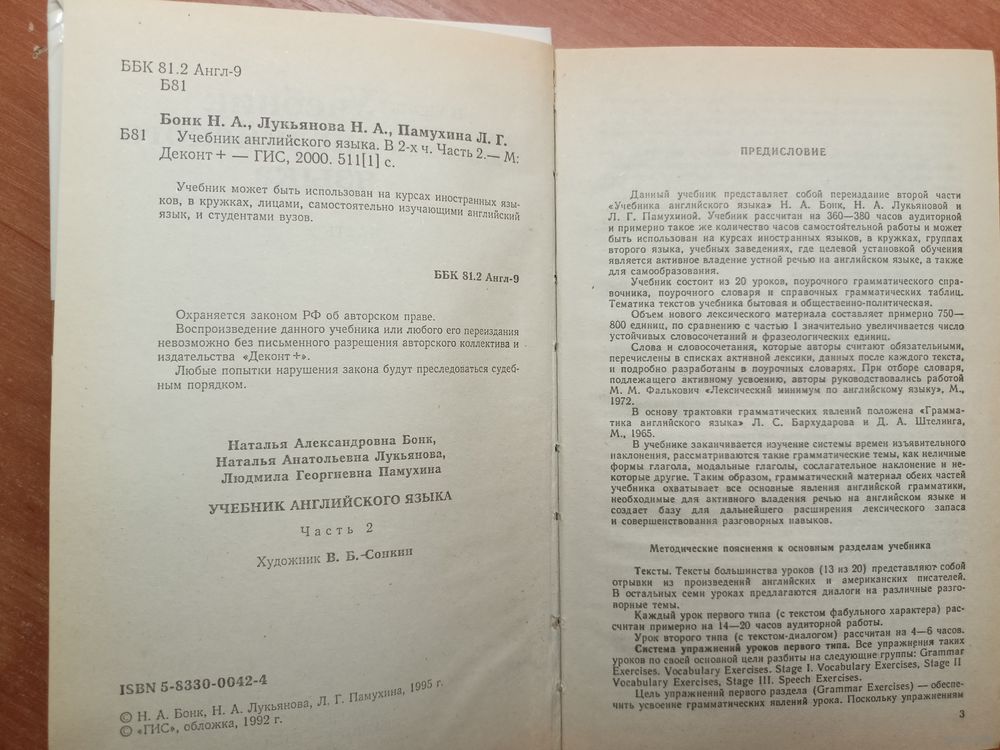 ББК 81.2 Англ-9
Б81
Бонк Н. А., Лукьянова Н. А., Памухина Л. Г.
Б81 Учебник английского языка. В 2-х ч. Часть 2.— М:
Деконт + — ГИС, 2000. 511[1] с.
Учебник может быть использован на курсах иностранных язы-
ков, в кружках, лицами, самостоятельно изучающими английский
язык, и студентами вузов.
ББК 81.2 Англ-9
Охраняется законом РФ об авторском праве.
Воспроизведение данного учебника или любого его переиздания
невозможно без письменного разрешения авторского коллектива и
издательства «Деконт+».
Любые попытки нарушения закона будут преследоваться судеб-
ным порядком.
Наталья Александровна Бонк,
Наталья Анатольевна Лукьянова,
Людмила Георгиевна Памухина
УЧЕБНИК АНГЛИЙСКОГО ЯЗЫКА
Часть 2
Художник В. Б.-Сонкин
ISBN 5-8330-0042-4
© Н. А. Бонк, Н. А. Лукьянова, Л. Г. Памухина, 1995 г.
© «ГИС», обложка, 1992 г.
ПРЕДИСЛОВИЕ
Данный учебник представляет собой переиздание второй части
«Учебника английского языка» Н. А. Бонк, Н. А. Лукьяновой и
Л. Г. Памухиной. Учебник рассчитан на 360—380 часов аудиторной
и примерно такое же количество часов самостоятельной работы и может
быть использован на курсах иностранных языков, в кружках, группах
второго языка, учебных заведениях, где целевой установкой обучения
является активное владение устной речью на английском языке, а также
для самообразования.
Учебник состоит из 20 уроков, поурочного грамматического спра-
вочника, поурочного словаря и справочных грамматических таблиц.
Тематика текстов учебника бытовая и общественно-политическая.
Объем нового лексического материала составляет примерно 750—
800 единиц, по сравнению с частью 1 значительно увеличивается число
устойчивых словосочетаний и фразеологических единиц.
Слова и словосочетания, которые авторы считают обязательными,
перечислены в списках активной лексики, данных после каждого текста,
и подробно разработаны в поурочных словарях. При отборе словаря,
подлежащего активному усвоению, авторы руководствовались работой
М. М. Фалькович «Лексический минимум по английскому языку», М.,
1972.
В основу трактовки грамматических явлений положена «Грамма-
тика английского языка» Л. С. Бархударова и Д. А. Штелинга,
М., 1965.
В учебнике заканчивается изучение системы времен изъявительного
наклонения, рассматриваются такие грамматические темы, как неличные
формы глагола, модальные глаголы, сослагательное наклонение и не-
которые другие. Таким образом, грамматический материал обеих частей
учебника охватывает все основные явления английской грамматики,
необходимые для активного владения речью на английском языке и
создает базу для дальнейшего расширения лексического запаса
и совершенствования разговорных навыков.
Методические пояснения к основным разделам учебника
Тексты. Тексты большинства уроков (13 из 20) представляют собой
отрывки из произведений английских и американских писателей.
В остальных семи уроках предлагаются диалоги на различные разго-
ворные темы.
Каждый урок первого типа (с текстом фабульного характера) рас-
считан примерно на 14—20 часов аудиторной работы.
Урок второго типа (с текстом-диалогом) рассчитан на 4—6 часов.
Система упражнений уроков первого типа. Все упражнения таких
уроков по своей основной цели разбиты на следующие группы: Grammar
Exercises. Vocabulary Exercises. Stage I. Vocabulary Exercises, Stage II
Vocabulary Exercises, Stage III. Speech Exercises.
Цель упражнений первого раздела (Grammar Exercises) — обеспе-
чить усвоение грамматических явлений урока. Поскольку упражнениям
3